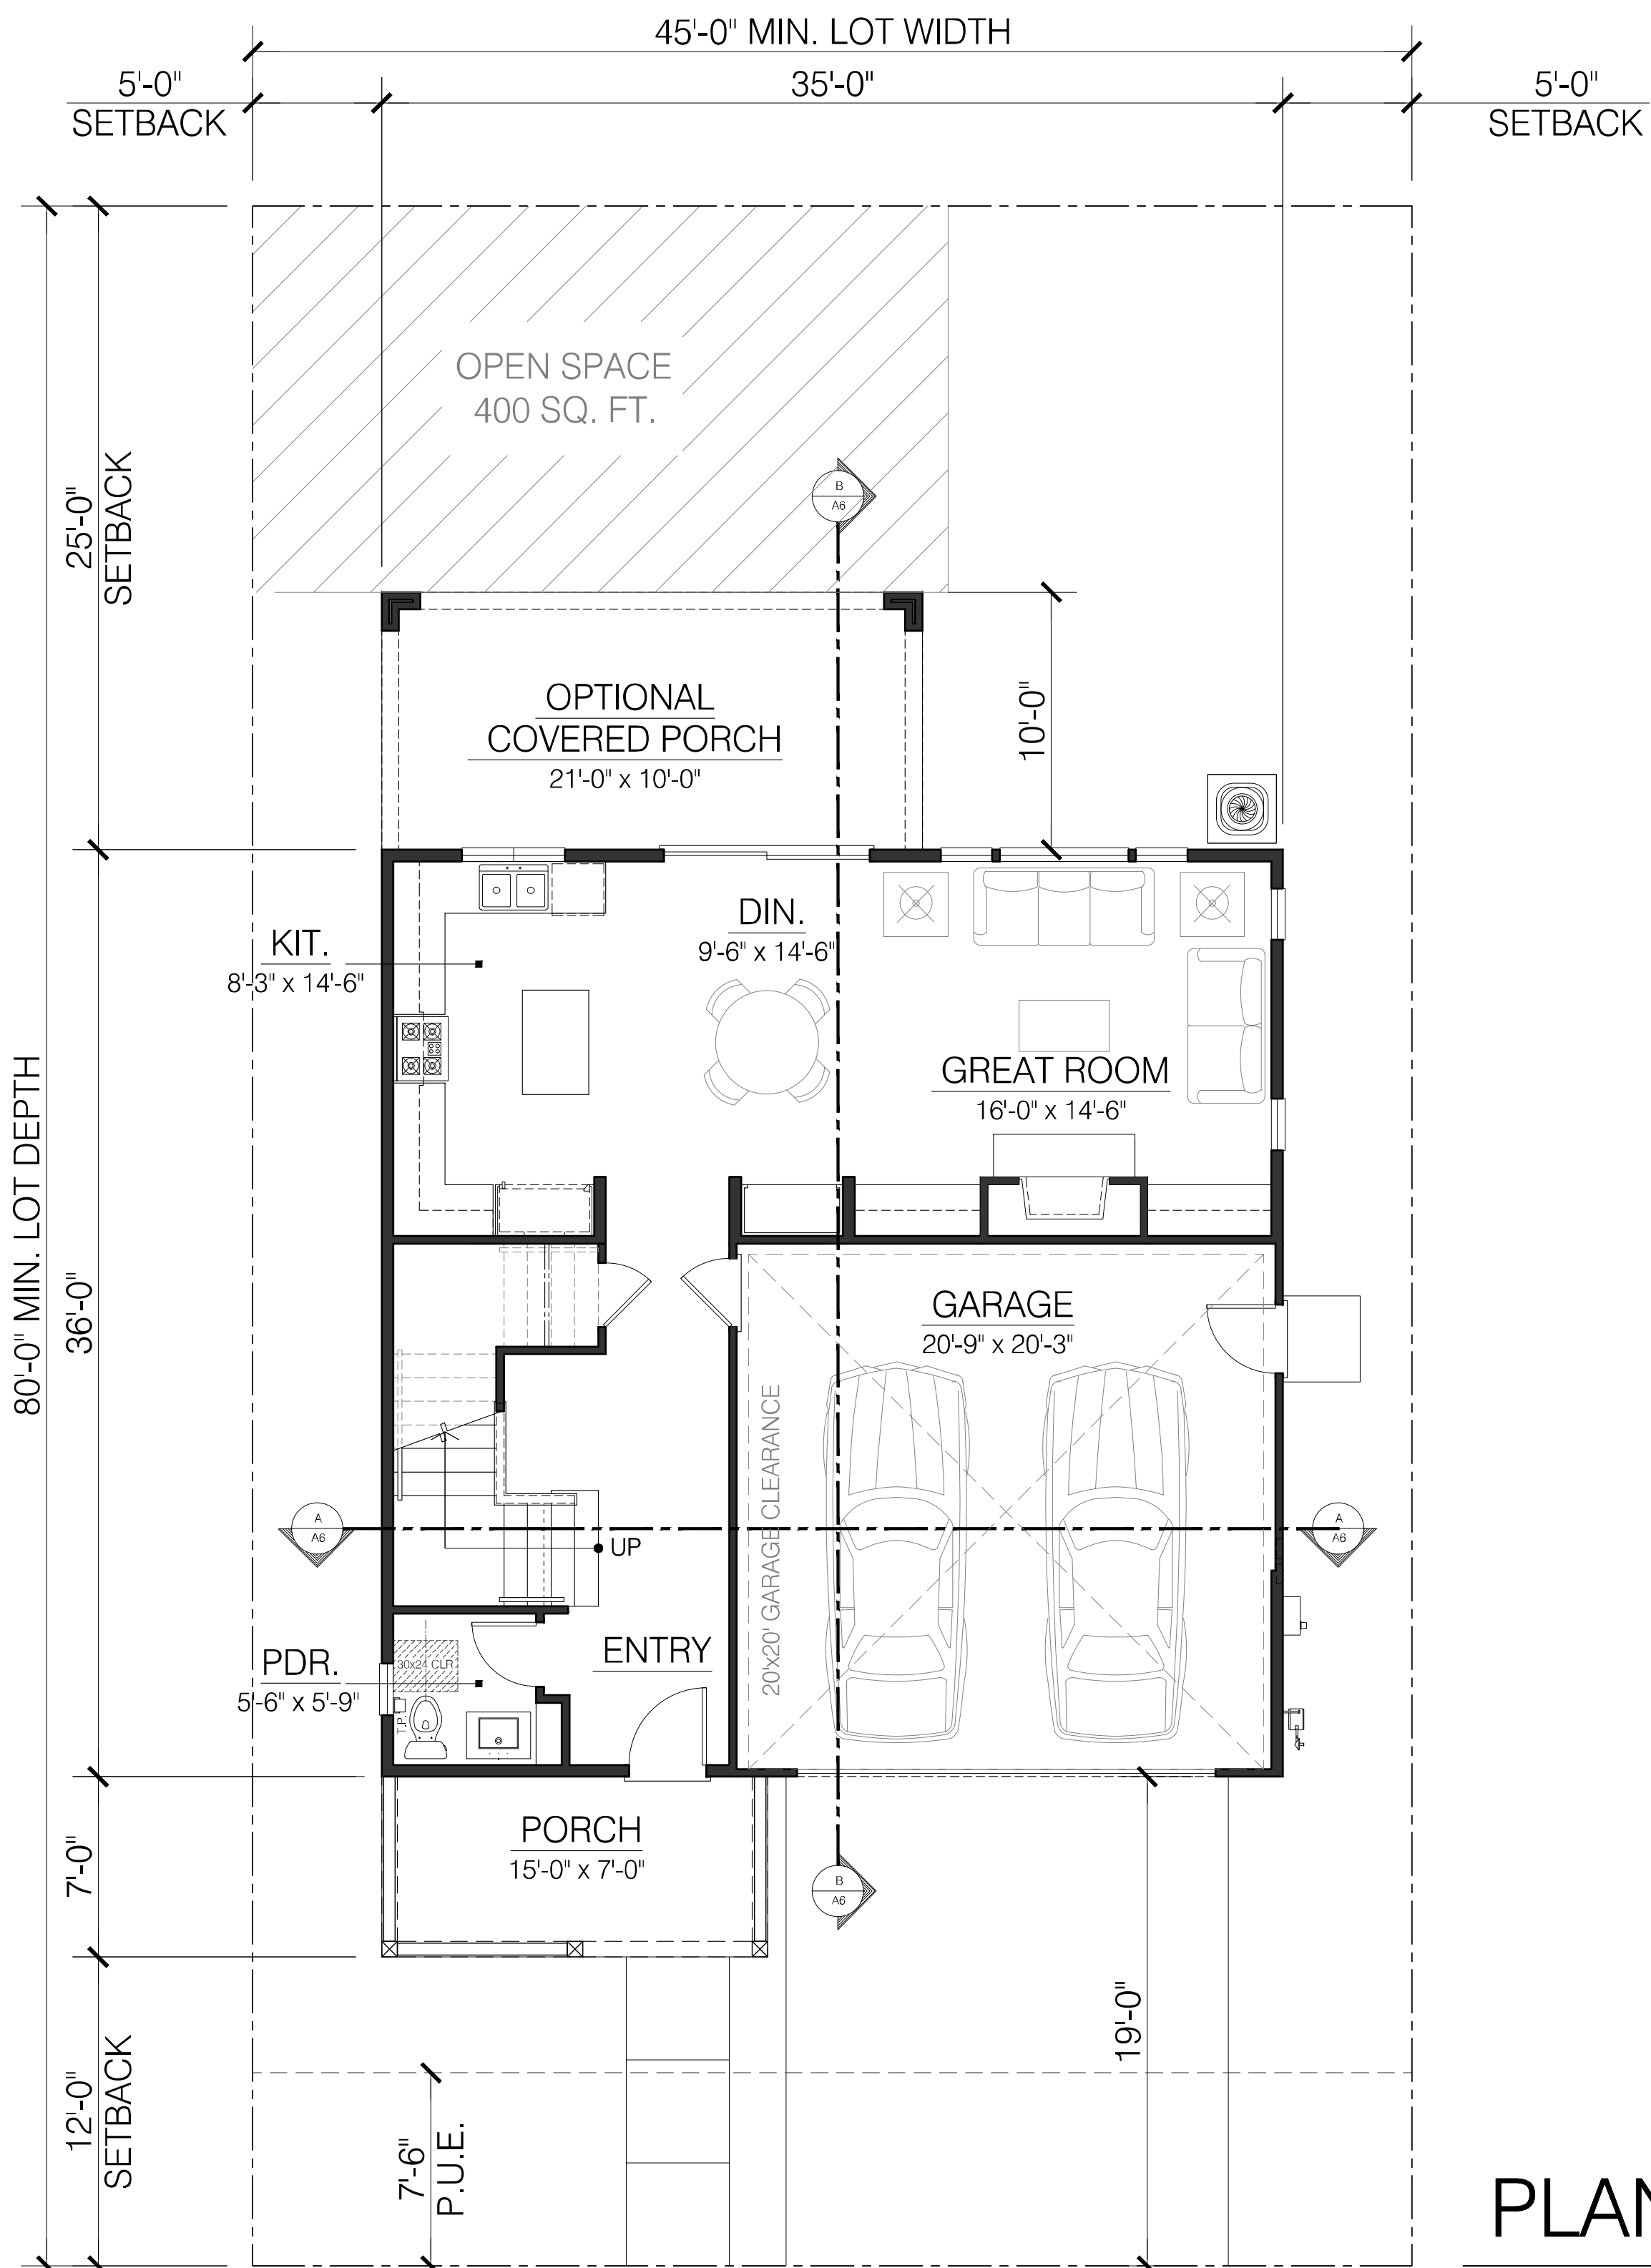 45'-0" MIN. LOT WIDTH
5'-0"
SETBACK
35'-0"
5'-0"
SETBACK
OPEN SPACE
400 SQ. FT.
25'-0"
SETBACK
B
A6
OPTIONAL
COVERED PORCH
21'-0" x 10'-0"
10'-0"
KIT.
8'-3" x 14'-6"
DIN.
9'-6" x 14'-6"
GREAT ROOM
16'-0" x 14'-6"
80'-0" MIN. LOT DEPTH
36'-0"
GARAGE
20'-9" x 20'-3"
20'x20' GARAGE CLEARANCE
A
A6
UP
A
A6
PDR.
5'-6" x 5'-9"
30x24 CLR
T.P.
ENTRY
PORCH
15'-0" x 7'-0"
7'-0"
B
A6
12'-0"
SETBACK
7'-6"
P.U.E.
19'-0"
PLAN